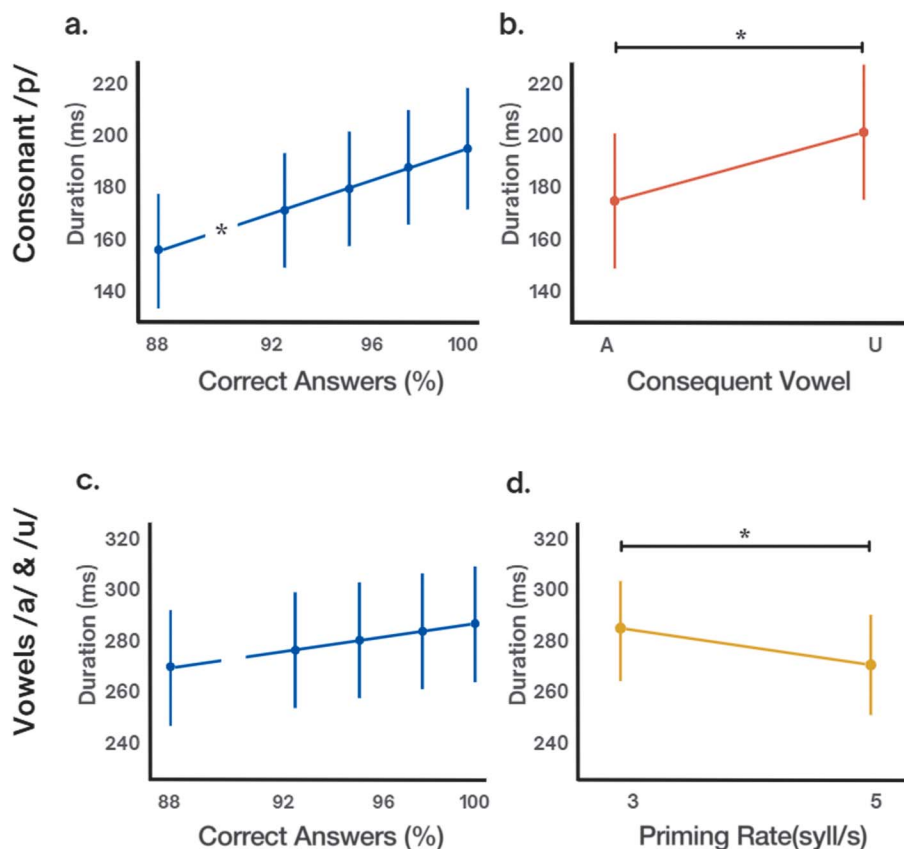 a.
Consonant /p/
Duration (ms)
220
200
180
160
140
*
88 92 96 100
Correct Answers (%)
b.
*
Duration (ms)
220
200
180
160
140
A U
Consequent Vowel
c.
Vowels /a/ & /u/
Duration (ms)
320
300
280
260
240
88 92 96 100
Correct Answers (%)
d.
*
Duration (ms)
320
300
280
260
240
3 5
Priming Rate(syll/s)